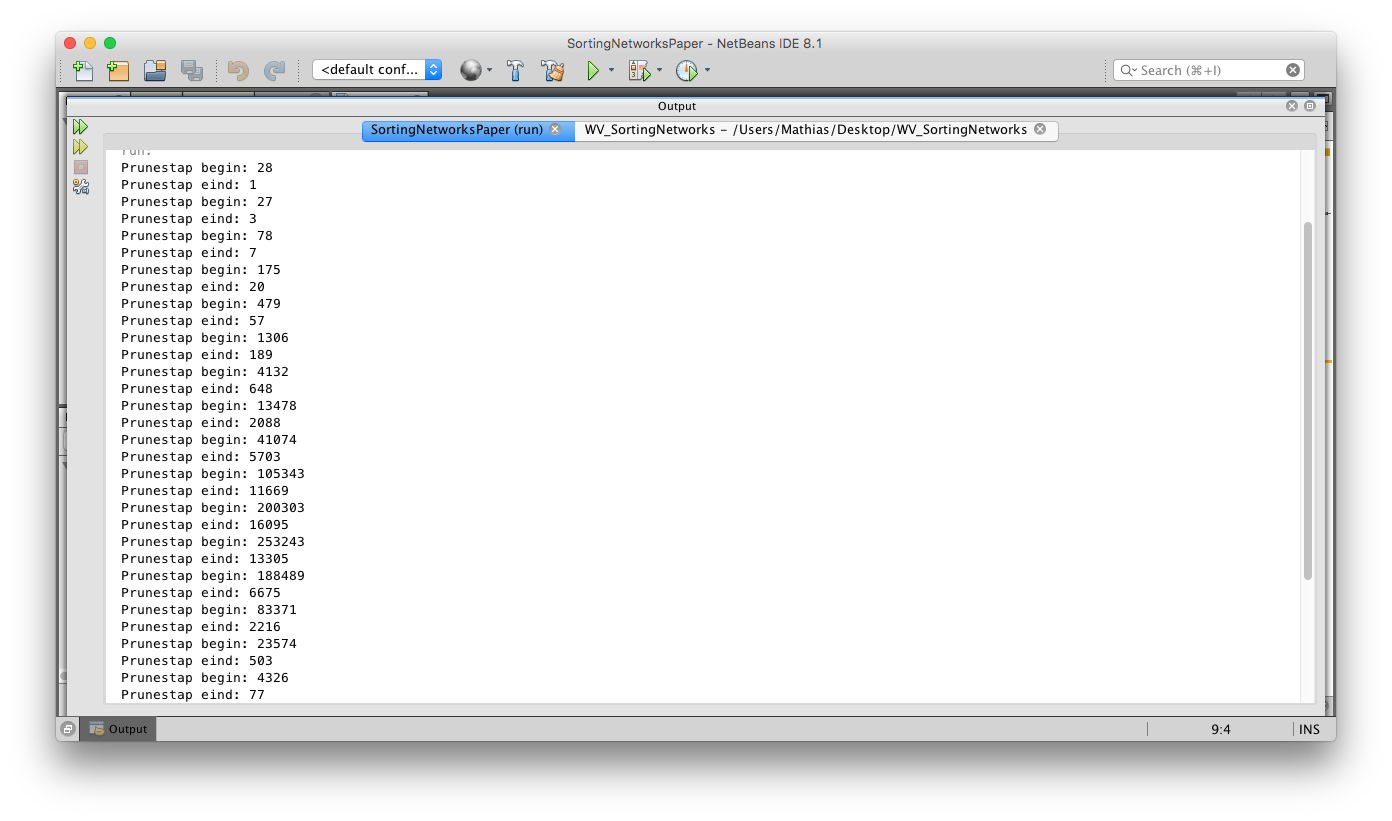 SortingNetworksPaper - NetBeans IDE 8.1
<default conf...
Search (⌘+I)
Output
SortingNetworksPaper (run)
WV_SortingNetworks - /Users/Mathias/Desktop/WV_SortingNetworks
run:
Prunestap begin: 28
Prunestap eind: 1
Prunestap begin: 27
Prunestap eind: 3
Prunestap begin: 78
Prunestap eind: 7
Prunestap begin: 175
Prunestap eind: 20
Prunestap begin: 479
Prunestap eind: 57
Prunestap begin: 1306
Prunestap eind: 189
Prunestap begin: 4132
Prunestap eind: 648
Prunestap begin: 13478
Prunestap eind: 2088
Prunestap begin: 41074
Prunestap eind: 5703
Prunestap begin: 105343
Prunestap eind: 11669
Prunestap begin: 200303
Prunestap eind: 16095
Prunestap begin: 253243
Prunestap eind: 13305
Prunestap begin: 188489
Prunestap eind: 6675
Prunestap begin: 83371
Prunestap eind: 2216
Prunestap begin: 23574
Prunestap eind: 503
Prunestap begin: 4326
Prunestap eind: 77
Output
9:4
INS